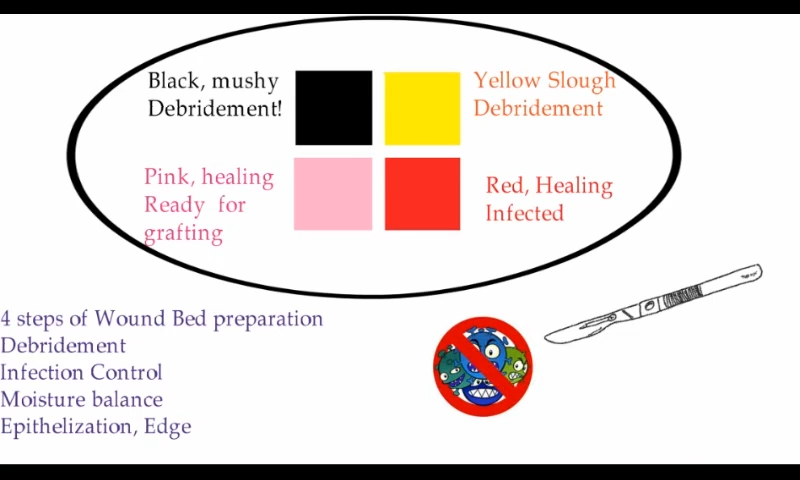 Black, mushy
Debridement!
Yellow Slough
Debridement
Pink, healing
Ready for
grafting
Red, Healing
Infected
4 steps of Wound Bed preparation
Debridement
Infection Control
Moisture balance
Epithelization, Edge